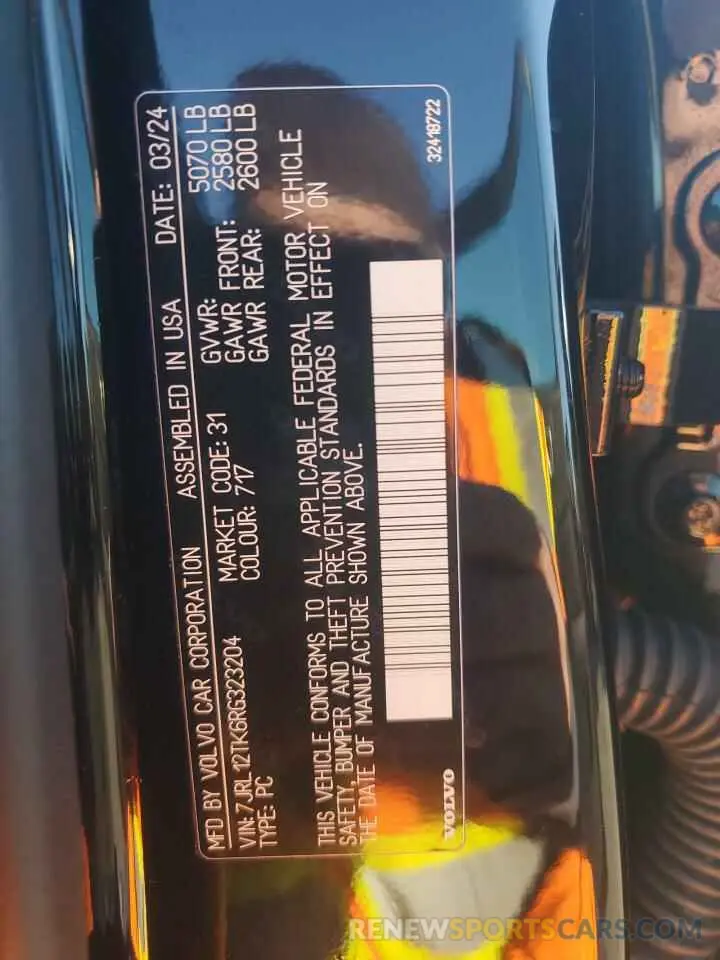 MFD BY VOLVO CAR CORPORATION ASSEMBLED IN USA DATE: 03/24
VIN: 7JRL12TK6RG323204 MARKET CODE: 31 GVWR: 5070 LB
TYPE: PC COLOUR: 717 GAWR FRONT: 2580 LB
GAWR REAR: 2600 LB
THIS VEHICLE CONFORMS TO ALL APPLICABLE FEDERAL MOTOR VEHICLE
SAFETY, BUMPER AND THEFT PREVENTION STANDARDS IN EFFECT ON
THE DATE OF MANUFACTURE SHOWN ABOVE.
VOLVO 32418722
RENEWSPORTSCARS.COM